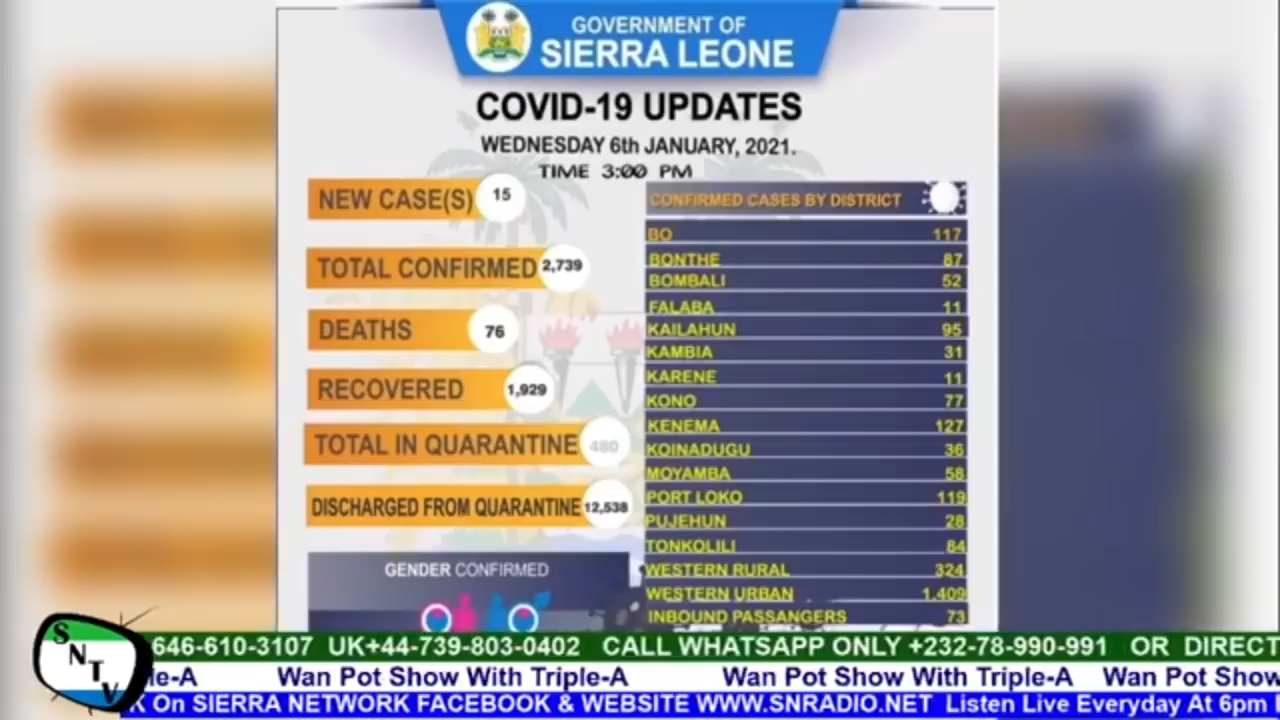 GOVERNMENT OF
SIERRA LEONE
COVID-19 UPDATES
WEDNESDAY 6th JANUARY, 2021.
TIME 3:00 PM
NEW CASE(S) 15
TOTAL CONFIRMED 2,739
DEATHS 76
RECOVERED 1,929
TOTAL IN QUARANTINE 480
DISCHARGED FROM QUARANTINE 12,538
GENDER CONFIRMED
CONFIRMED CASES BY DISTRICT
BO 117
BONTHE 87
BOMBALI 52
FALABA 11
KAILAHUN 95
KAMBIA 31
KARENE 11
KONO 77
KENEMA 127
KOINADUGU 36
MOYAMBA 58
PORT LOKO 119
PUJEHUN 28
TONKOLILI 84
WESTERN RURAL 324
WESTERN URBAN 1,409
INBOUND PASSANGERS 73
SNTV
646-610-3107 UK+44-739-803-0402 CALL WHATSAPP ONLY +232-78-990-991 OR DIRECT
le-A Wan Pot Show With Triple-A Wan Pot Show With Triple-A Wan Pot Show
K On SIERRA NETWORK FACEBOOK & WEBSITE WWW.SNRADIO.NET Listen Live Everyday At 6pm